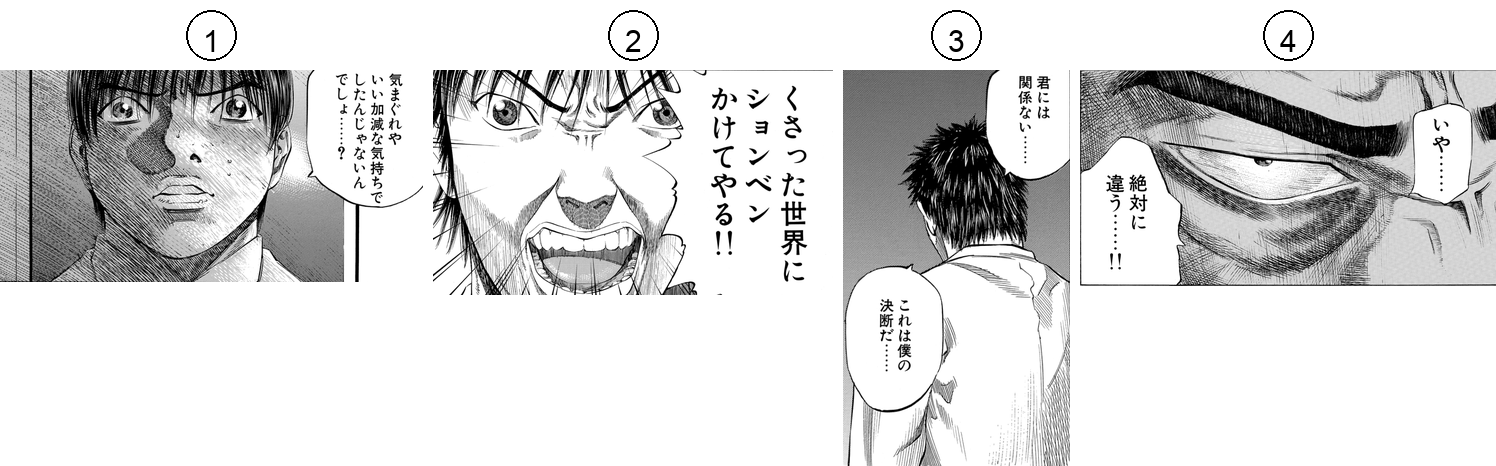 1
気まぐれや
いい加減な気持ちで
したんじゃないん
でしょ……?
2
くさった世界に
ションベン
かけてやる!!
3
君には
関係ない……
これは僕の
決断だ……
4
いや……
絶対に
違う……!!